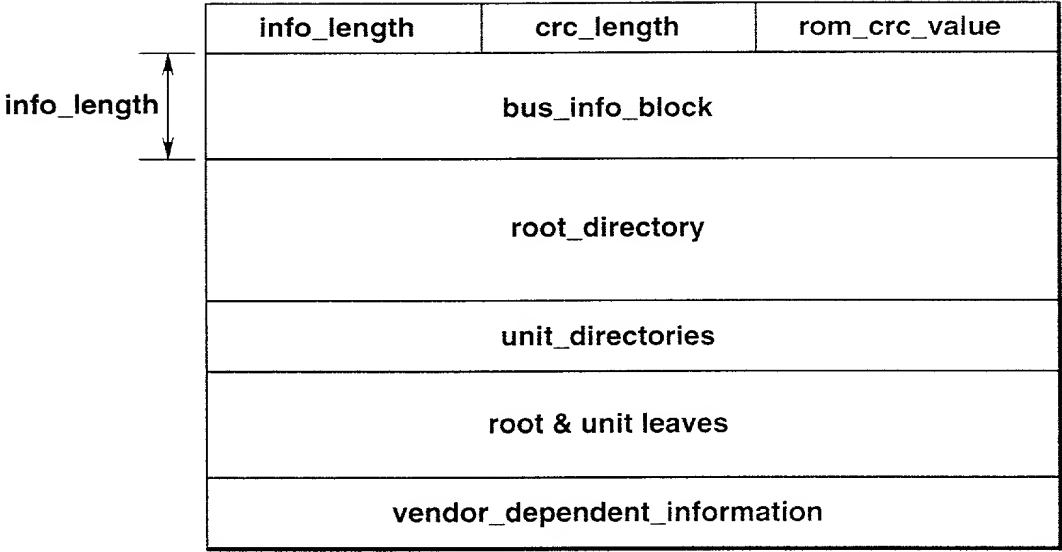 info_length crc_length rom_crc_value
info_length
bus_info_block
root_directory
unit_directories
root & unit leaves
vendor_dependent_information